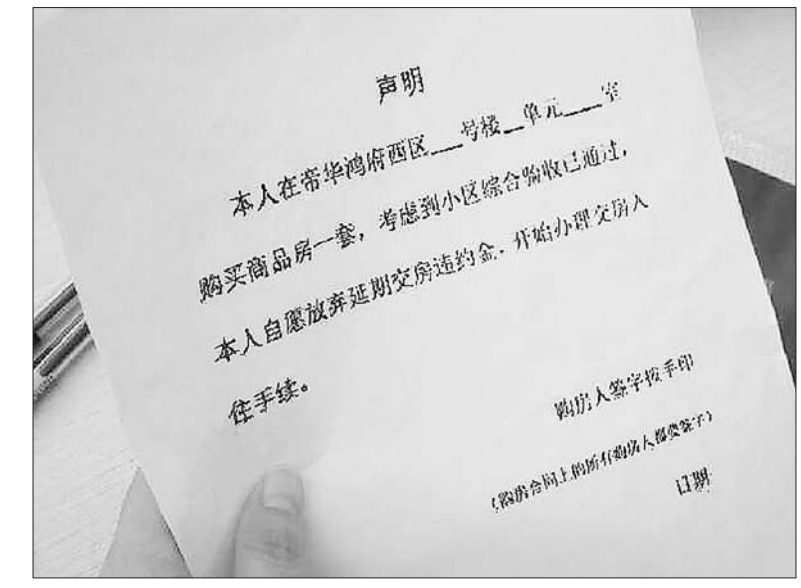 声明
本人在帝华鸿府西区___号楼__单元___室
购买商品房一套，考虑到小区综合验收已通过，
本人自愿放弃延期交房违约金，开始办理交房入
住手续。
购房人签字按手印
（购房合同上的所有购房人都要签字）
日期